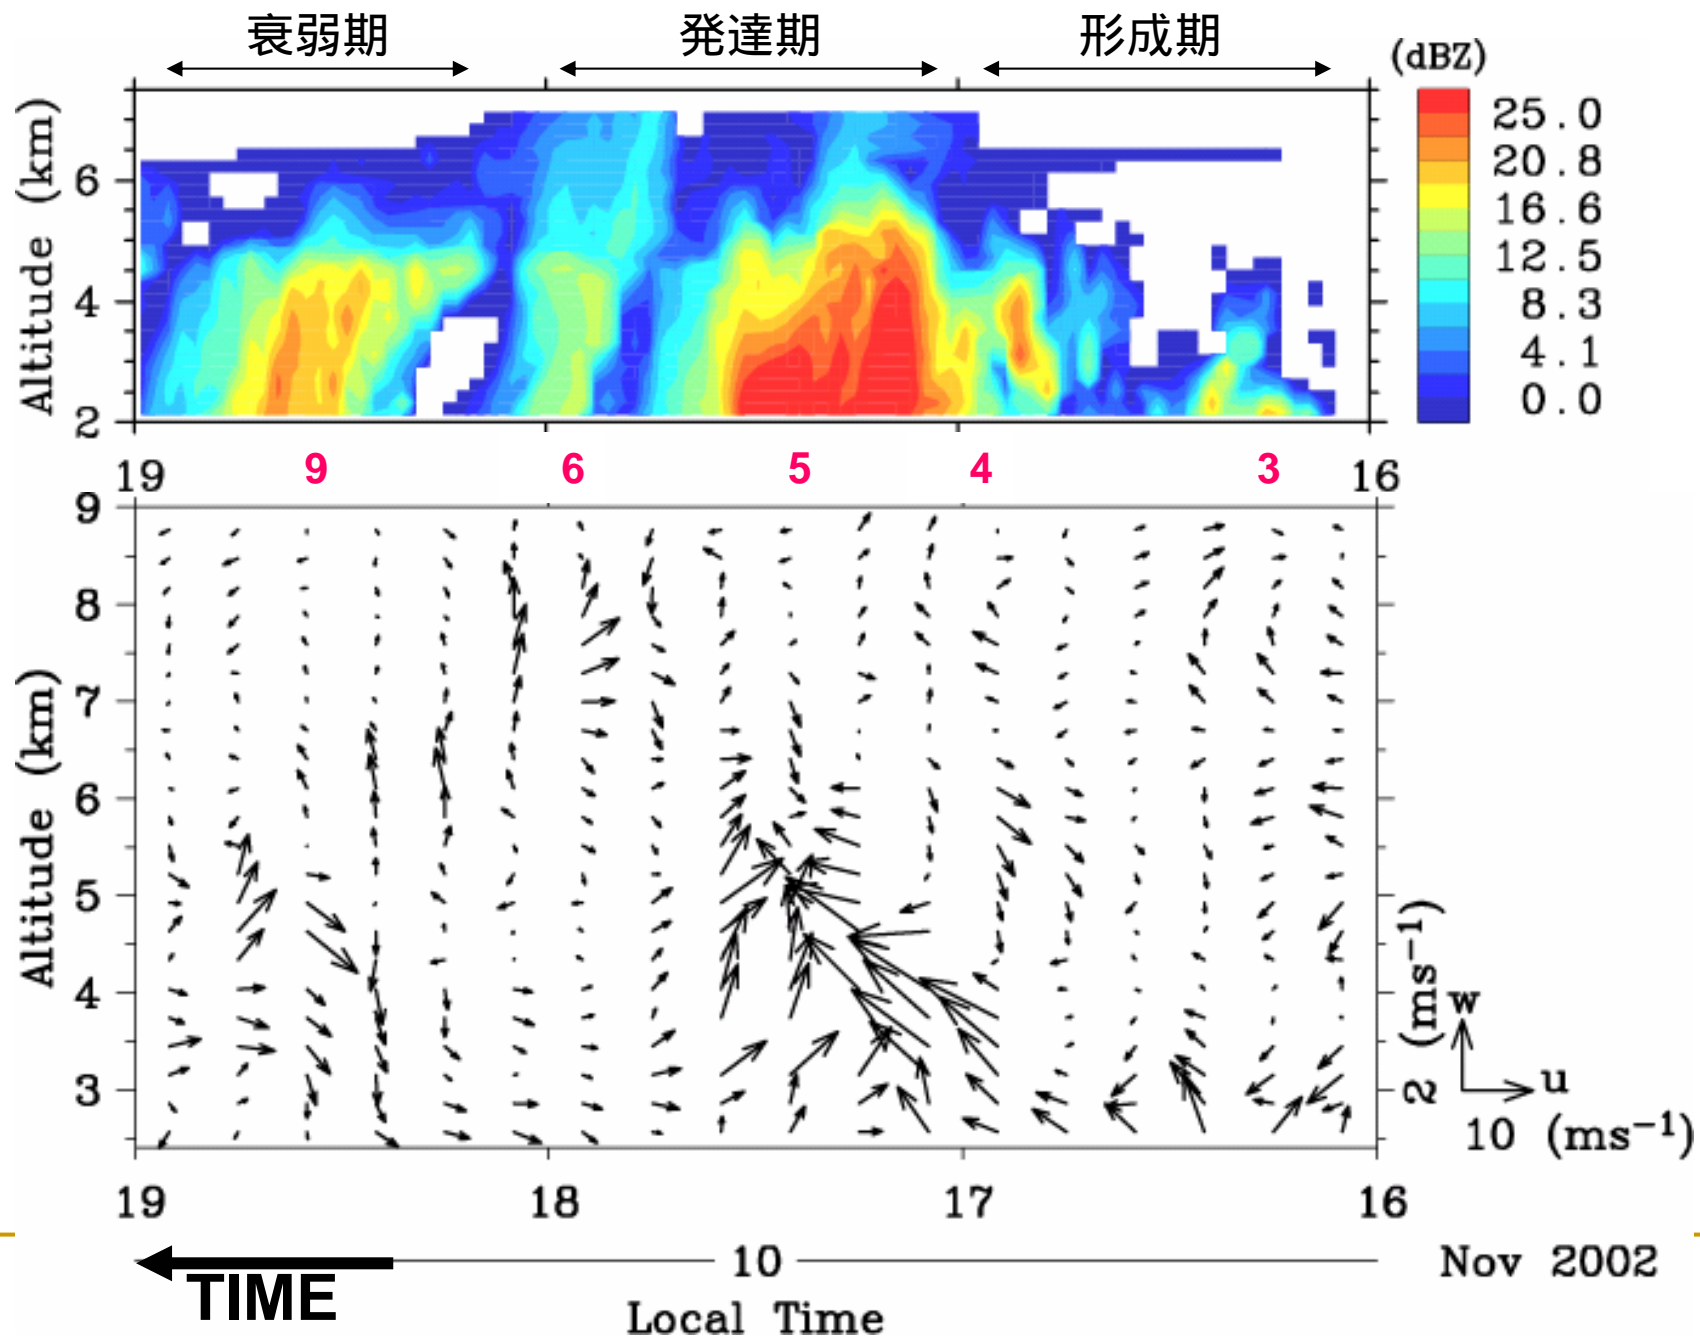 衰弱期 発達期 形成期
(dBZ)
Altitude (km)
6
4
2
25.0
20.8
16.6
12.5
8.3
4.1
0.0
19 9 6 5 4 3 16
Altitude (km)
9
8
7
6
5
4
3
2 (ms⁻¹)
w
u
10 (ms⁻¹)
19 18 17 16
10 Nov 2002
TIME
Local Time